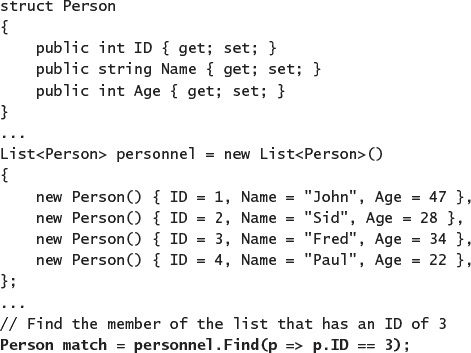 struct Person
{
    public int ID { get; set; }
    public string Name { get; set; }
    public int Age { get; set; }
}
...
List<Person> personnel = new List<Person>()
{
    new Person() { ID = 1, Name = "John", Age = 47 },
    new Person() { ID = 2, Name = "Sid", Age = 28 },
    new Person() { ID = 3, Name = "Fred", Age = 34 },
    new Person() { ID = 4, Name = "Paul", Age = 22 },
};
...
// Find the member of the list that has an ID of 3
Person match = personnel.Find(p => p.ID == 3);